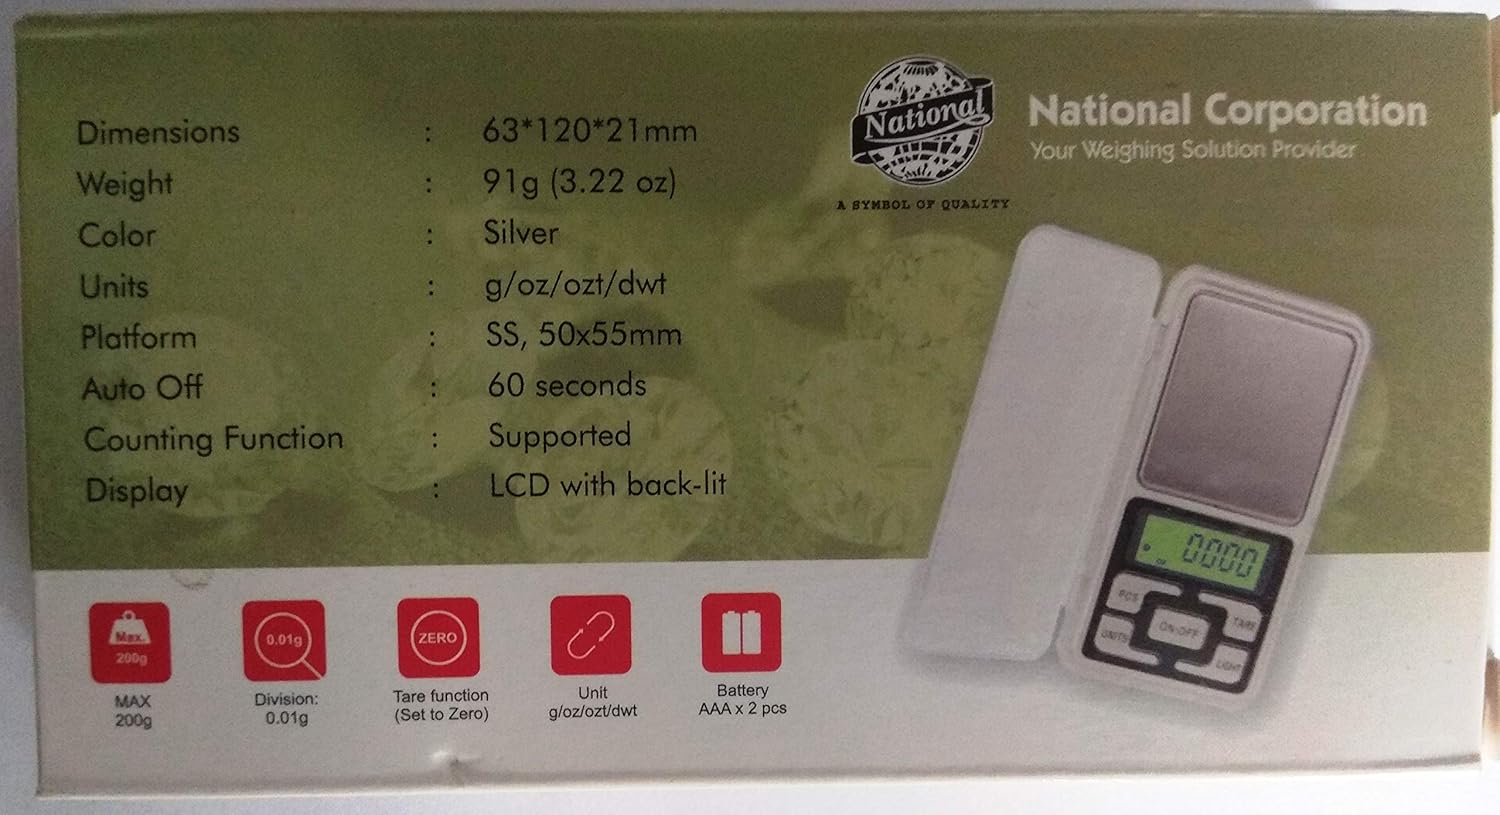 Dimensions : 63*120*21mm
Weight : 91g (3.22 oz)
Color : Silver
Units : g/oz/ozt/dwt
Platform : SS, 50x55mm
Auto Off : 60 seconds
Counting Function : Supported
Display : LCD with back-lit
National
A SYMBOL OF QUALITY
National Corporation
Your Weighing Solution Provider
0000
PCS
TARE
ON-OFF
UNITS
LIGHT
Max.
200g
MAX
200g
0.01g
Division:
0.01g
ZERO
Tare function
(Set to Zero)
Unit
g/oz/ozt/dwt
Battery
AAA x 2 pcs